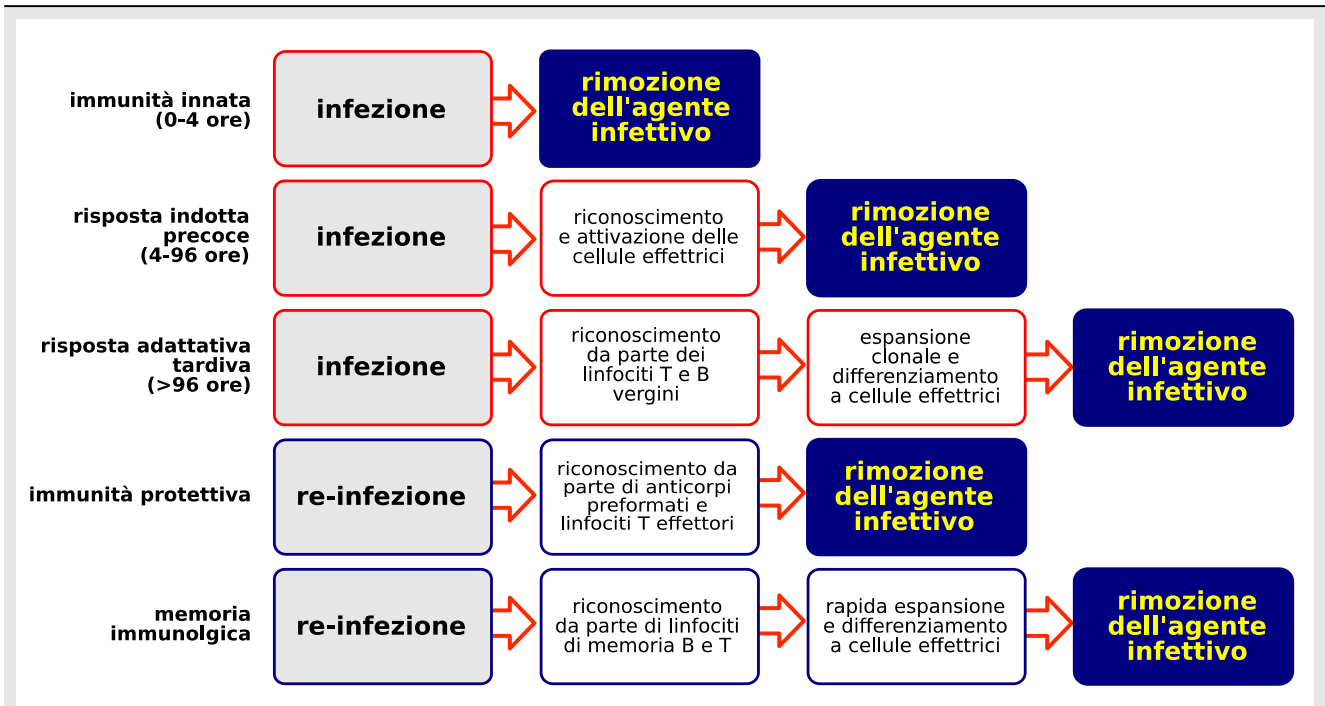 immunità innata
(0-4 ore)
infezione
rimozione
dell'agente
infettivo
risposta indotta
precoce
(4-96 ore)
infezione
riconoscimento
e attivazione delle
cellule effettrici
rimozione
dell'agente
infettivo
risposta adattativa
tardiva
(>96 ore)
infezione
riconoscimento
da parte dei
linfociti T e B
vergini
espansione
clonale e
differenziamento
a cellule effettrici
rimozione
dell'agente
infettivo
immunità protettiva
re-infezione
riconoscimento da
parte di anticorpi
preformati e
linfociti T effettori
rimozione
dell'agente
infettivo
memoria
immunolgica
re-infezione
riconoscimento
da parte di linfociti
di memoria B e T
rapida espansione
e differenziamento
a cellule effettrici
rimozione
dell'agente
infettivo